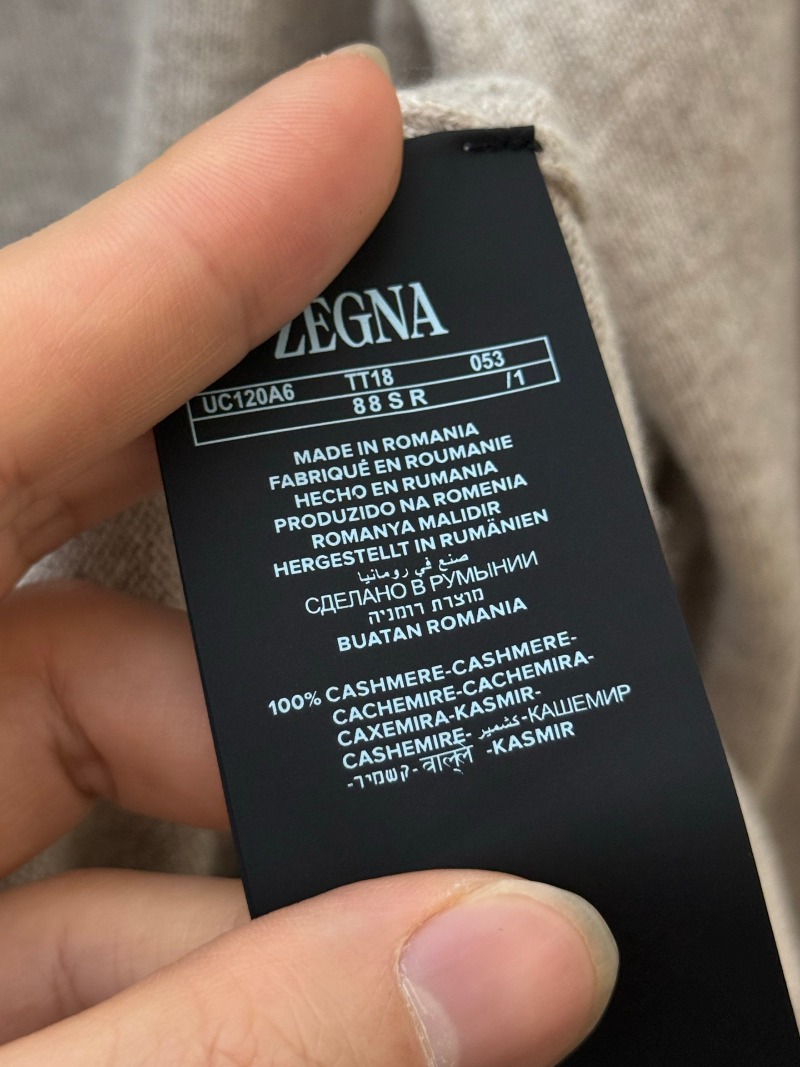 ZEGNA
UC120A6 TT18 053
88SR /1
MADE IN ROMANIA
FABRIQUÉ EN ROUMANIE
HECHO EN RUMANIA
PRODUZIDO NA ROMENIA
ROMANYA MALIDIR
HERGESTELLT IN RUMÄNIEN
صنع في رومانيا
СДЕЛАНО В РУМЫНИИ
מוצרת רומניה
BUATAN ROMANIA
100% CASHMERE-CASHMERE-
CACHEMIRE-CACHEMIRA-
CAXEMIRA-KASMIR-
CASHEMIRE- كشمير-КАШЕМИР
-קשמיר- -KASMIR